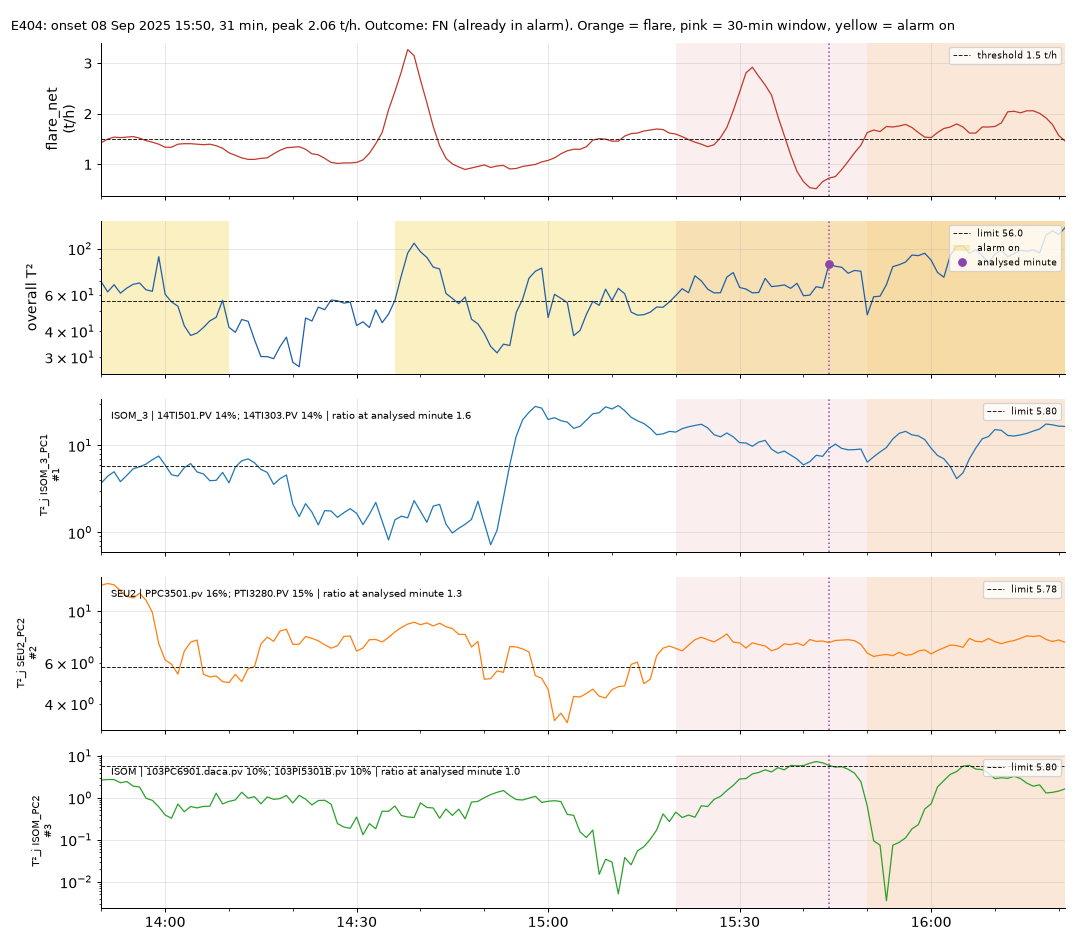 E404: onset 08 Sep 2025 15:50, 31 min, peak 2.06 t/h. Outcome: FN (already in alarm). Orange = flare, pink = 30-min window, yellow = alarm on
flare_net
(t/h)
3
2
1
threshold 1.5 t/h
overall T²
10²
6 × 10¹
4 × 10¹
3 × 10¹
limit 56.0
alarm on
analysed minute
T²_j ISOM_3_PC1
#1
10¹
10⁰
ISOM_3 | 14TI501.PV 14%; 14TI303.PV 14% | ratio at analysed minute 1.6
limit 5.80
T²_j SEU2_PC2
#2
10¹
6 × 10⁰
4 × 10⁰
SEU2 | PPC3501.pv 16%; PTI3280.PV 15% | ratio at analysed minute 1.3
limit 5.78
T²_j ISOM_PC2
#3
10¹
10⁰
10⁻¹
10⁻²
ISOM | 103PC6901.daca.pv 10%; 103PI5301B.pv 10% | ratio at analysed minute 1.0
limit 5.80
14:00
14:30
15:00
15:30
16:00